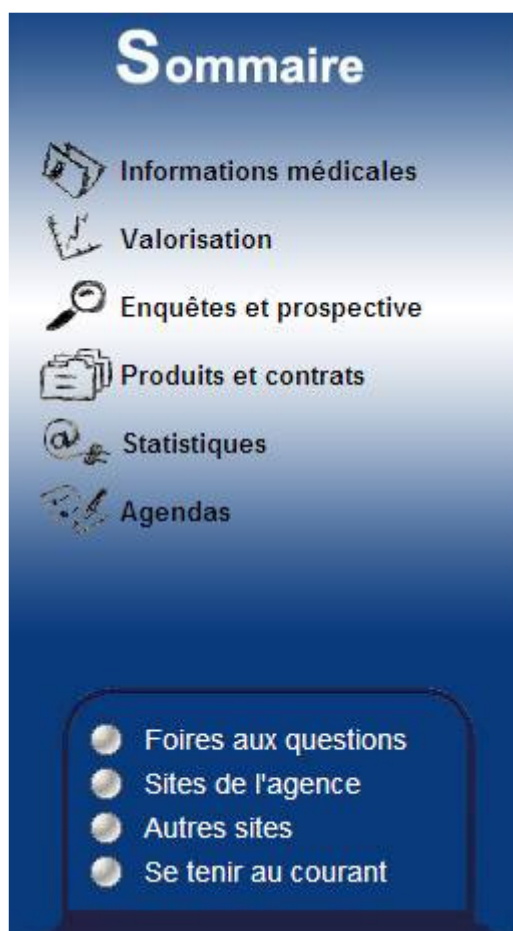 Sommaire
Informations médicales
Valorisation
Enquêtes et prospective
Produits et contrats
Statistiques
Agendas
Foires aux questions
Sites de l'agence
Autres sites
Se tenir au courant